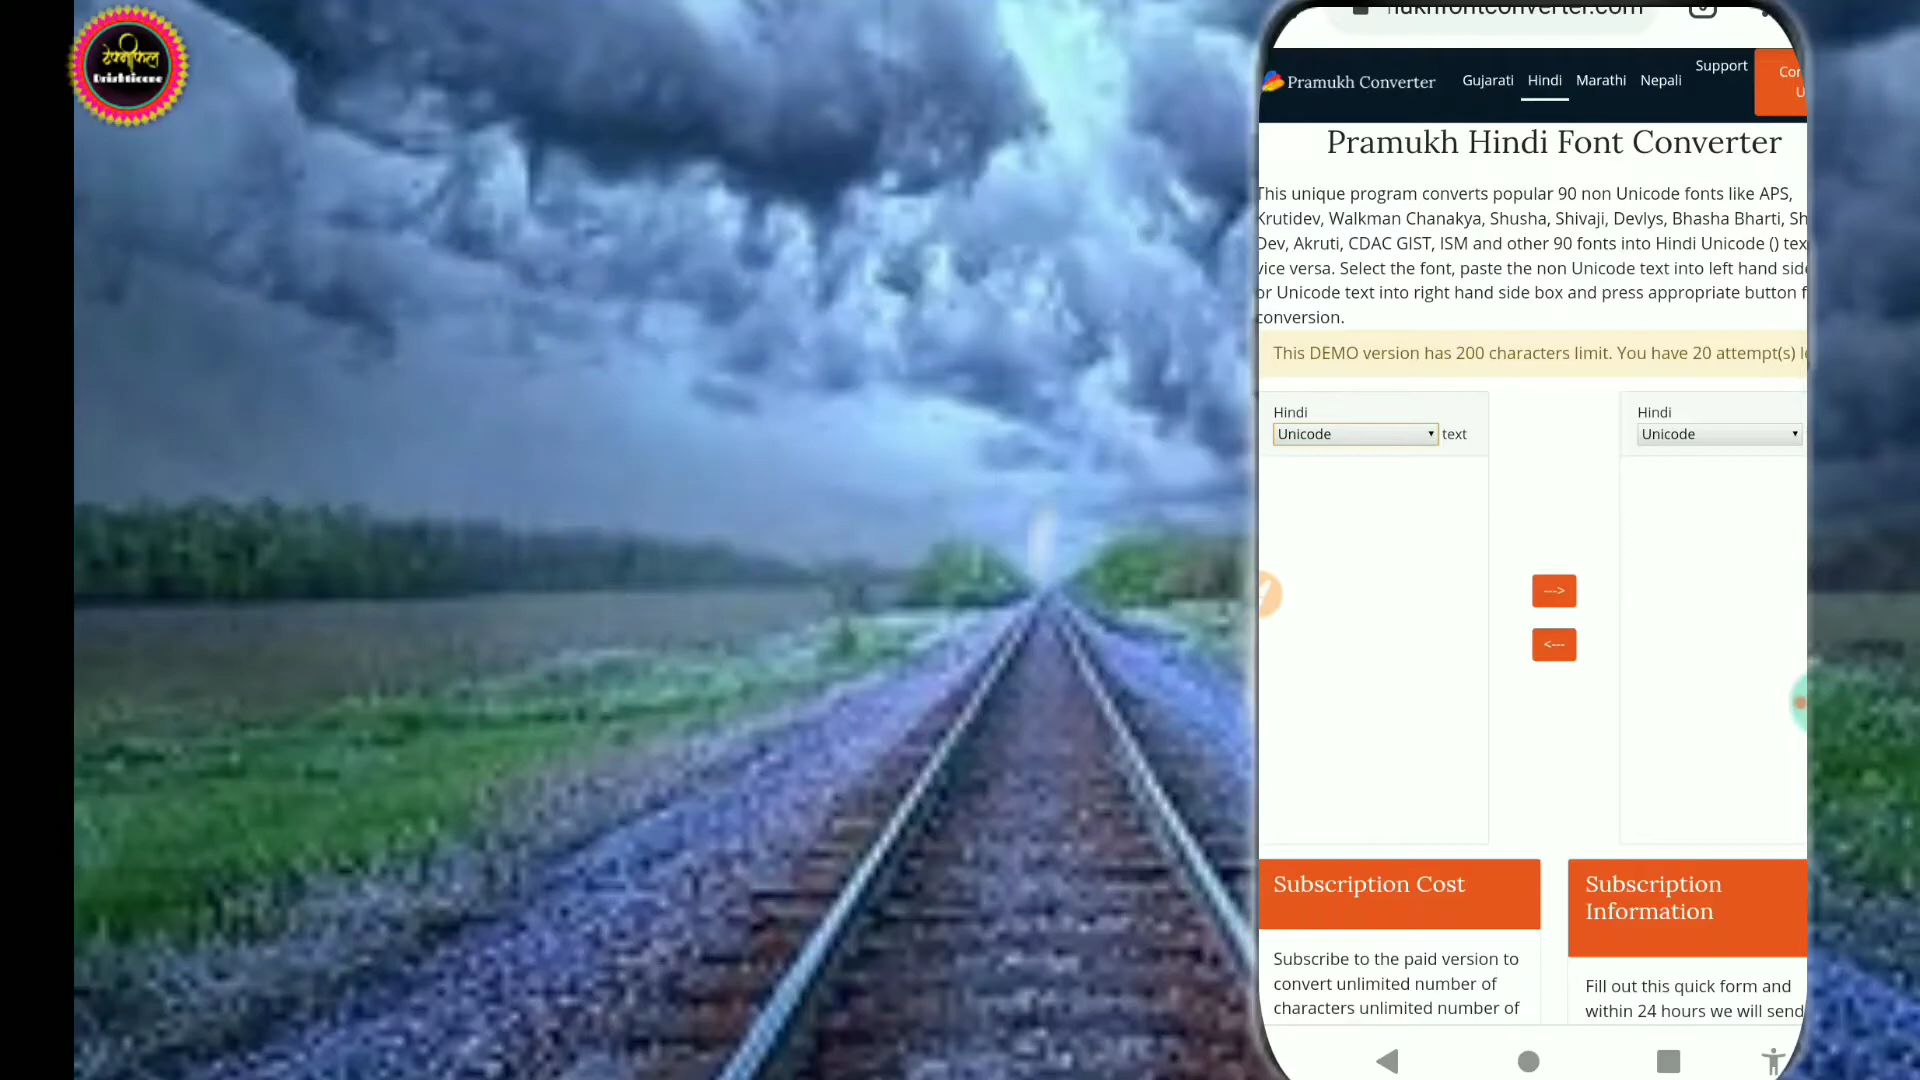 टेक्नीकल
Drishticone
Pramukh Converter
Gujarati
Hindi
Marathi
Nepali
Support
Pramukh Hindi Font Converter
This unique program converts popular 90 non Unicode fonts like APS,
Krutidev, Walkman Chanakya, Shusha, Shivaji, Devlys, Bhasha Bharti, Sh
Dev, Akruti, CDAC GIST, ISM and other 90 fonts into Hindi Unicode () tex
vice versa. Select the font, paste the non Unicode text into left hand side
or Unicode text into right hand side box and press appropriate button f
conversion.
This DEMO version has 200 characters limit. You have 20 attempt(s) l
Hindi
Unicode text
Hindi
Unicode
--->
<---
Subscription Cost
Subscribe to the paid version to
convert unlimited number of
characters unlimited number of
Subscription
Information
Fill out this quick form and
within 24 hours we will send